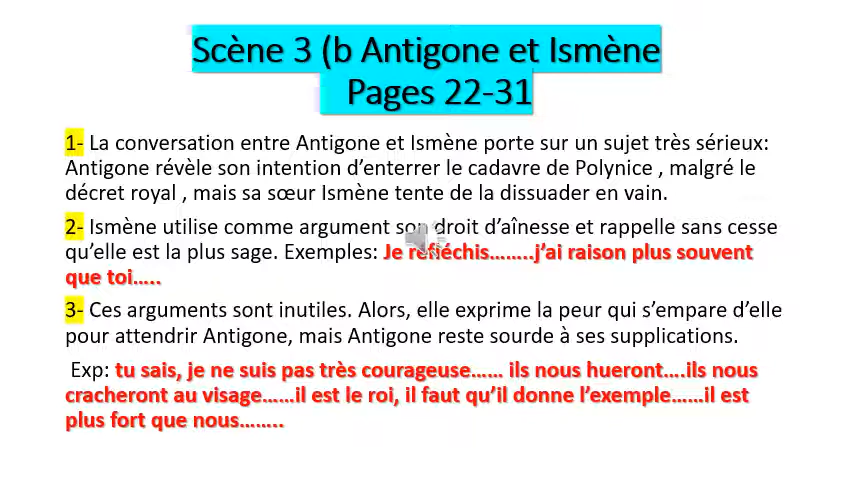 Scène 3 (b Antigone et Ismène
Pages 22-31
1- La conversation entre Antigone et Ismène porte sur un sujet très sérieux:
Antigone révèle son intention d’enterrer le cadavre de Polynice , malgré le
décret royal , mais sa sœur Ismène tente de la dissuader en vain.
2- Ismène utilise comme argument son droit d’aînesse et rappelle sans cesse
qu’elle est la plus sage. Exemples: Je réfléchis……..j’ai raison plus souvent
que toi…..
3- Ces arguments sont inutiles. Alors, elle exprime la peur qui s’empare d’elle
pour attendrir Antigone, mais Antigone reste sourde à ses supplications.
Exp: tu sais, je ne suis pas très courageuse…… ils nous hueront….ils nous
cracheront au visage……il est le roi, il faut qu’il donne l’exemple……il est
plus fort que nous……..